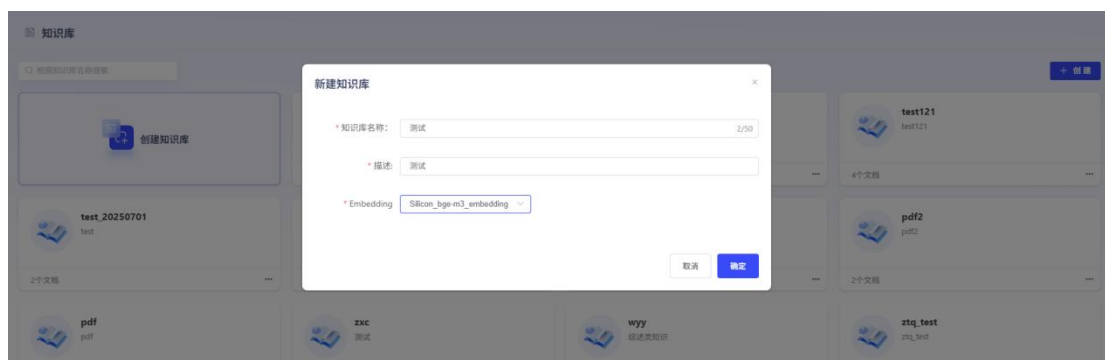 知识库
搜索知识库名称搜索
+ 创建
创建知识库
test121
test121
4个文档
...
...
新建知识库
×
* 知识库名称:
测试
2/50
* 描述:
测试
* Embedding
Silicon_bge-m3_embedding
取消
确定
test_20250701
test
2个文档
...
pdf2
pdf2
...
2个文档
...
pdf
pdf
zxc
测试
wyy
综述类知识
ztq_test
ztq_test